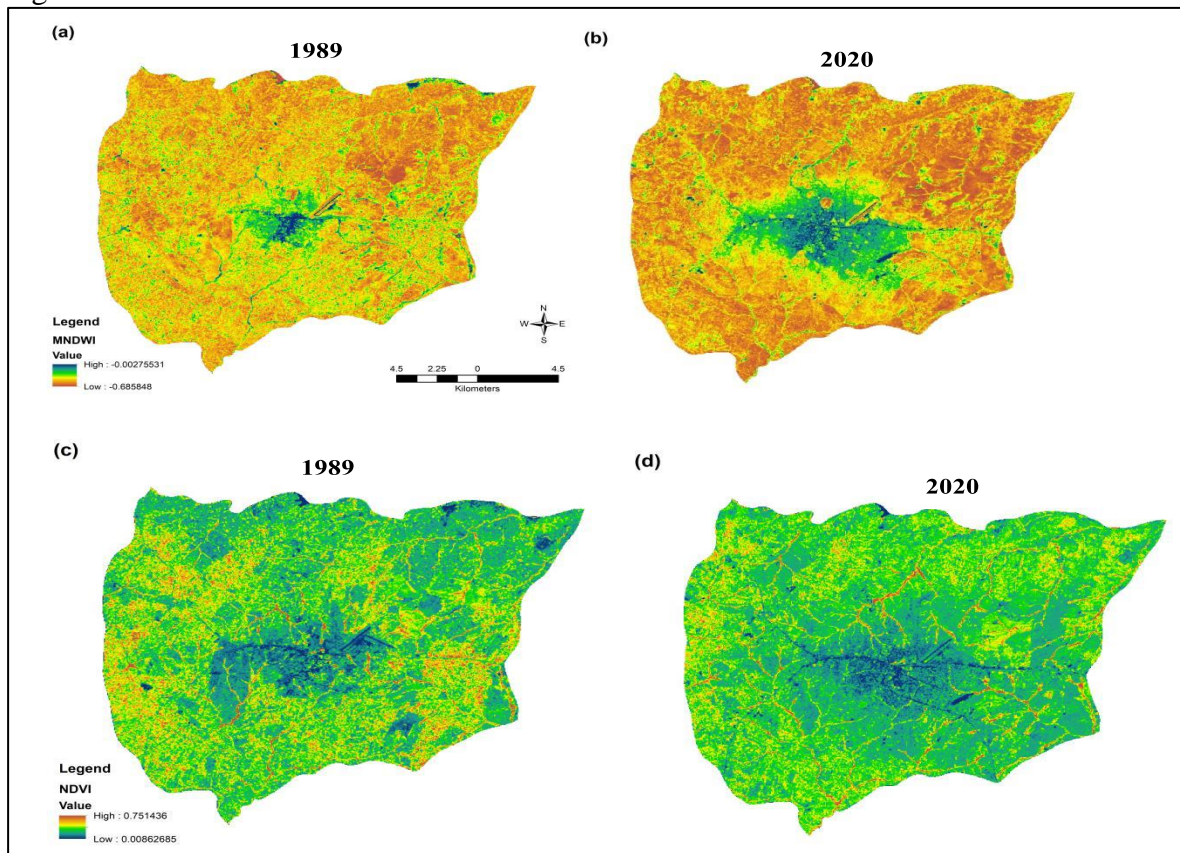 (a)
1989
(b)
2020
Legend
MNDWI
Value
High : -0.00275531
Low : -0.685848
N
W E
S
4.5 2.25 0 4.5
Kilometers
(c)
1989
(d)
2020
Legend
NDVI
Value
High : 0.751436
Low : 0.00862685